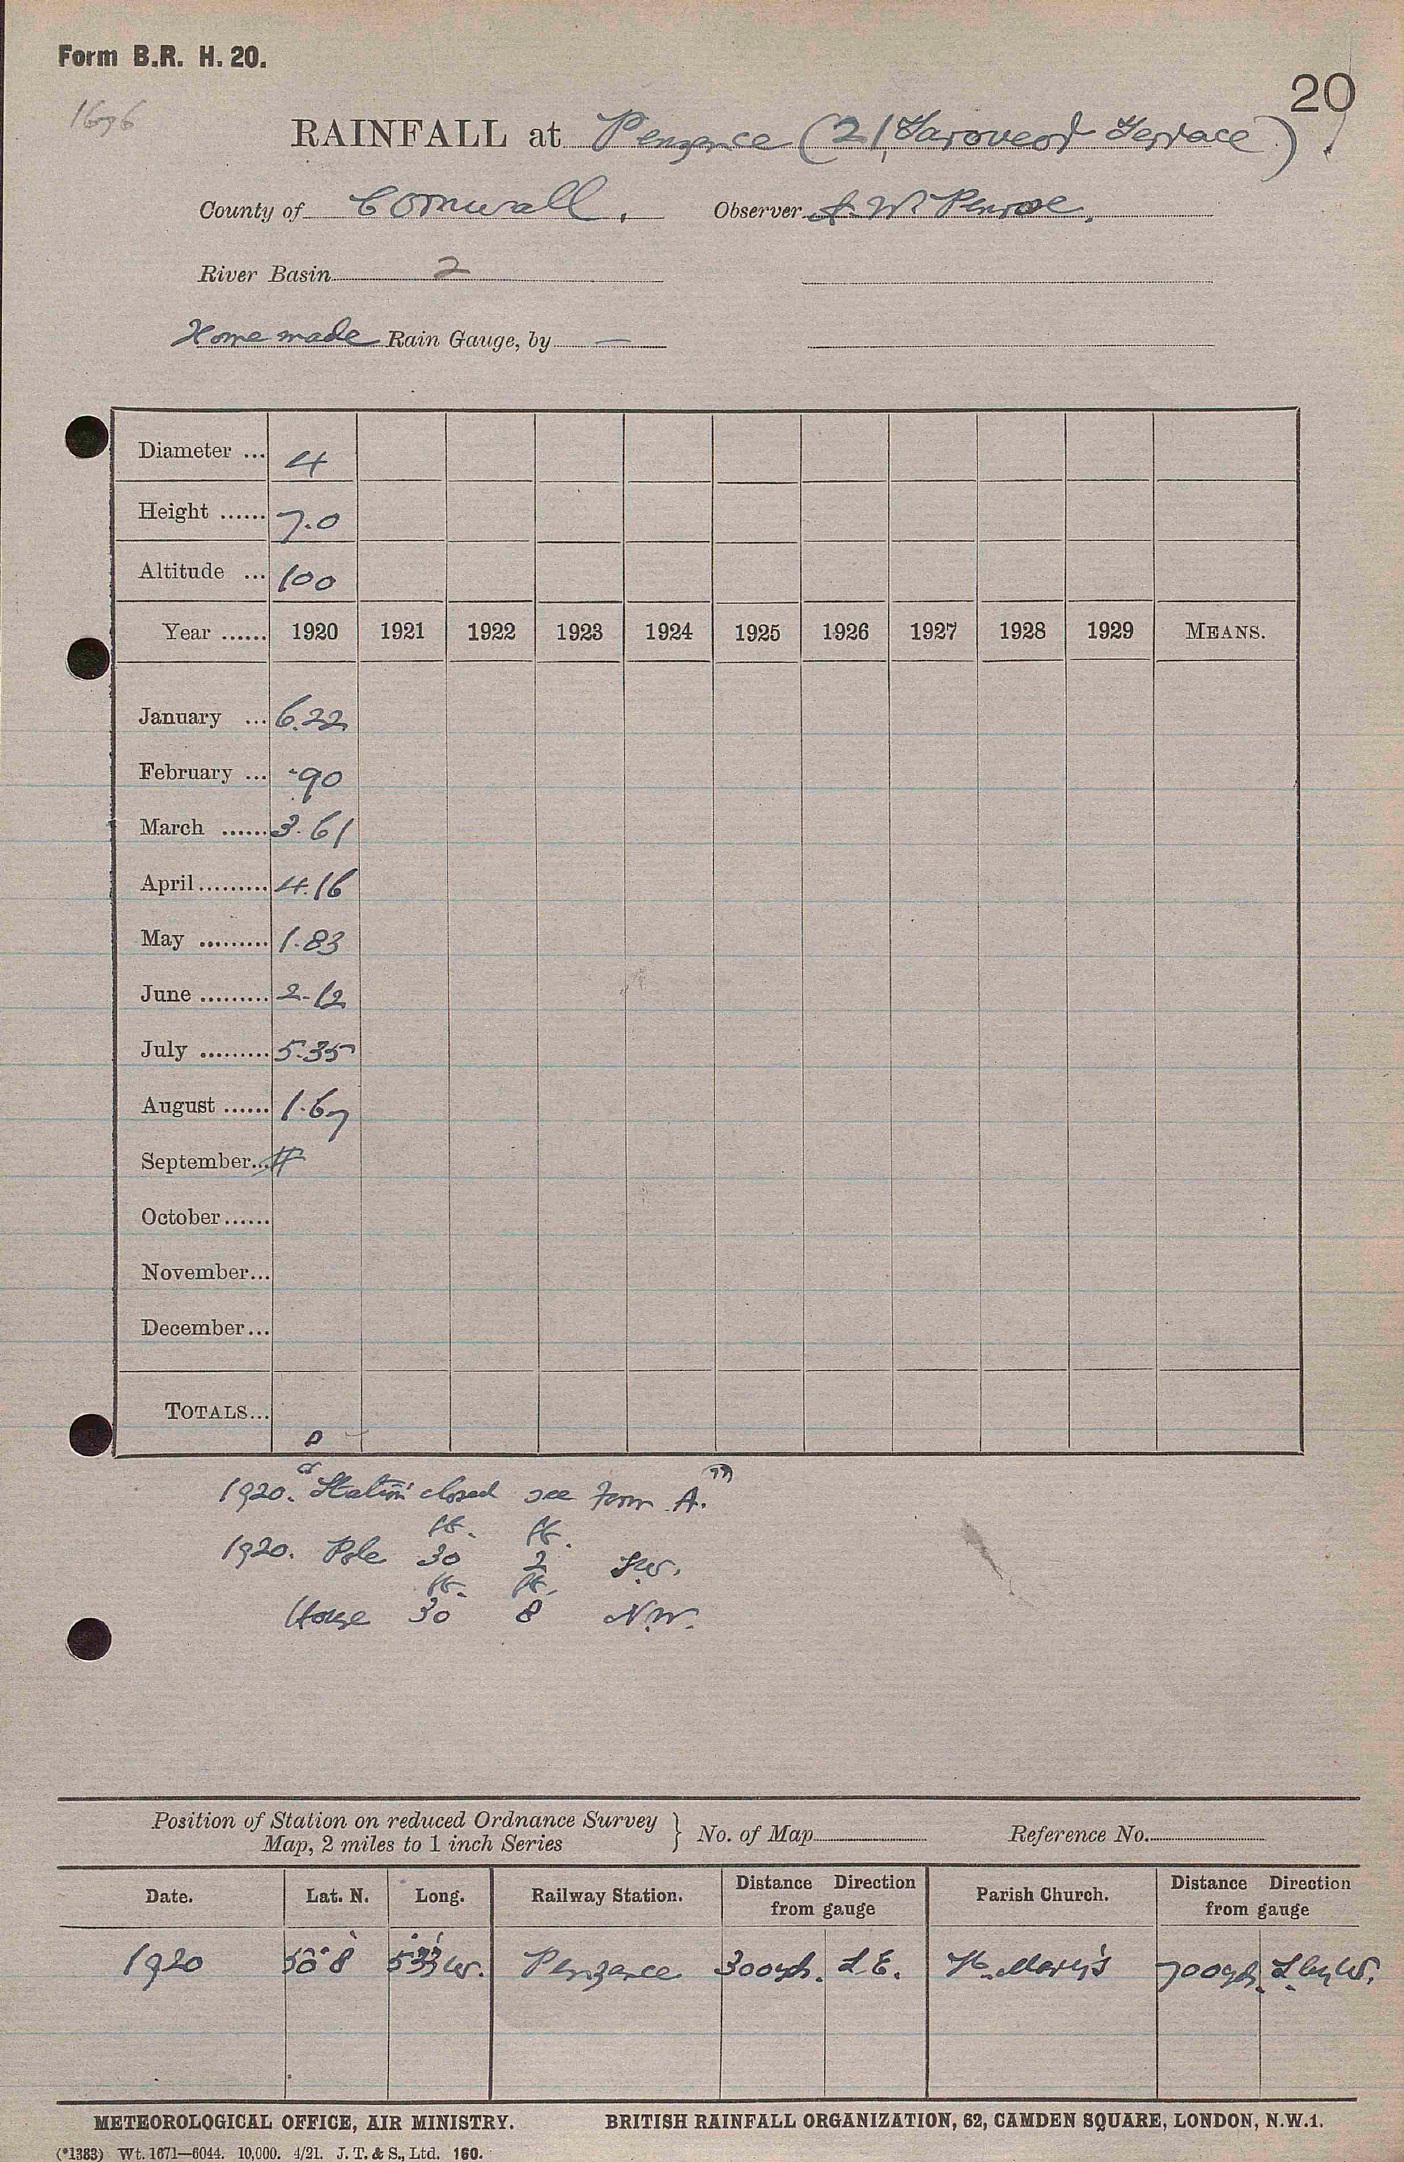 Form B.R. H. 20.
20
1676
RAINFALL at Penzance (21, Taroveor Terrace)
County of Cornwall. Observer A. W. Penrose.
River Basin 2
Home made Rain Gauge, by —
Diameter ... 4
Height ...... 7.0
Altitude ... 100
Year ...... 1920 1921 1922 1923 1924 1925 1926 1927 1928 1929 MEANS.
January ... 6.22
February ... .90
March ...... 3.61
April ......... 4.16
May ......... 1.83
June ......... 2.12
July ......... 5.35
August ...... 1.67
September...
October......
November...
December...
TOTALS...
1920. Station closed see Form A.
ft. ft.
1920. Pole 30 2 S.W.
ft. ft.
House 30 8 N.W.
Position of Station on reduced Ordnance Survey
Map, 2 miles to 1 inch Series } No. of Map Reference No.
Date. Lat. N. Long. Railway Station. Distance Direction from gauge Parish Church. Distance Direction from gauge
1920 50° 8' 5° 33' W. Penzance 300 yds. S.E. St. Mary's 700 yds. S by W.
METEOROLOGICAL OFFICE, AIR MINISTRY. BRITISH RAINFALL ORGANIZATION, 62, CAMDEN SQUARE, LONDON, N.W.1.
(*1383) Wt. 1671—6044. 10,000. 4/21. J. T. & S., Ltd. 160.